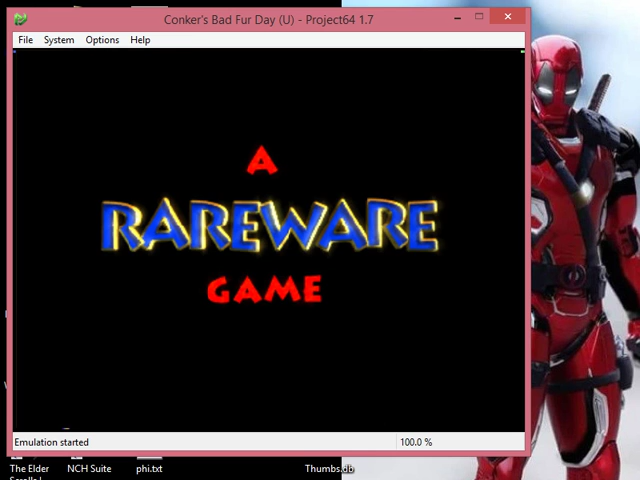 Conker's Bad Fur Day (U) - Project64 1.7
File System Options Help
A
RAREWARE
GAME
Emulation started 100.0 %
The Elder NCH Suite phi.txt Thumbs.db
Scrolls I